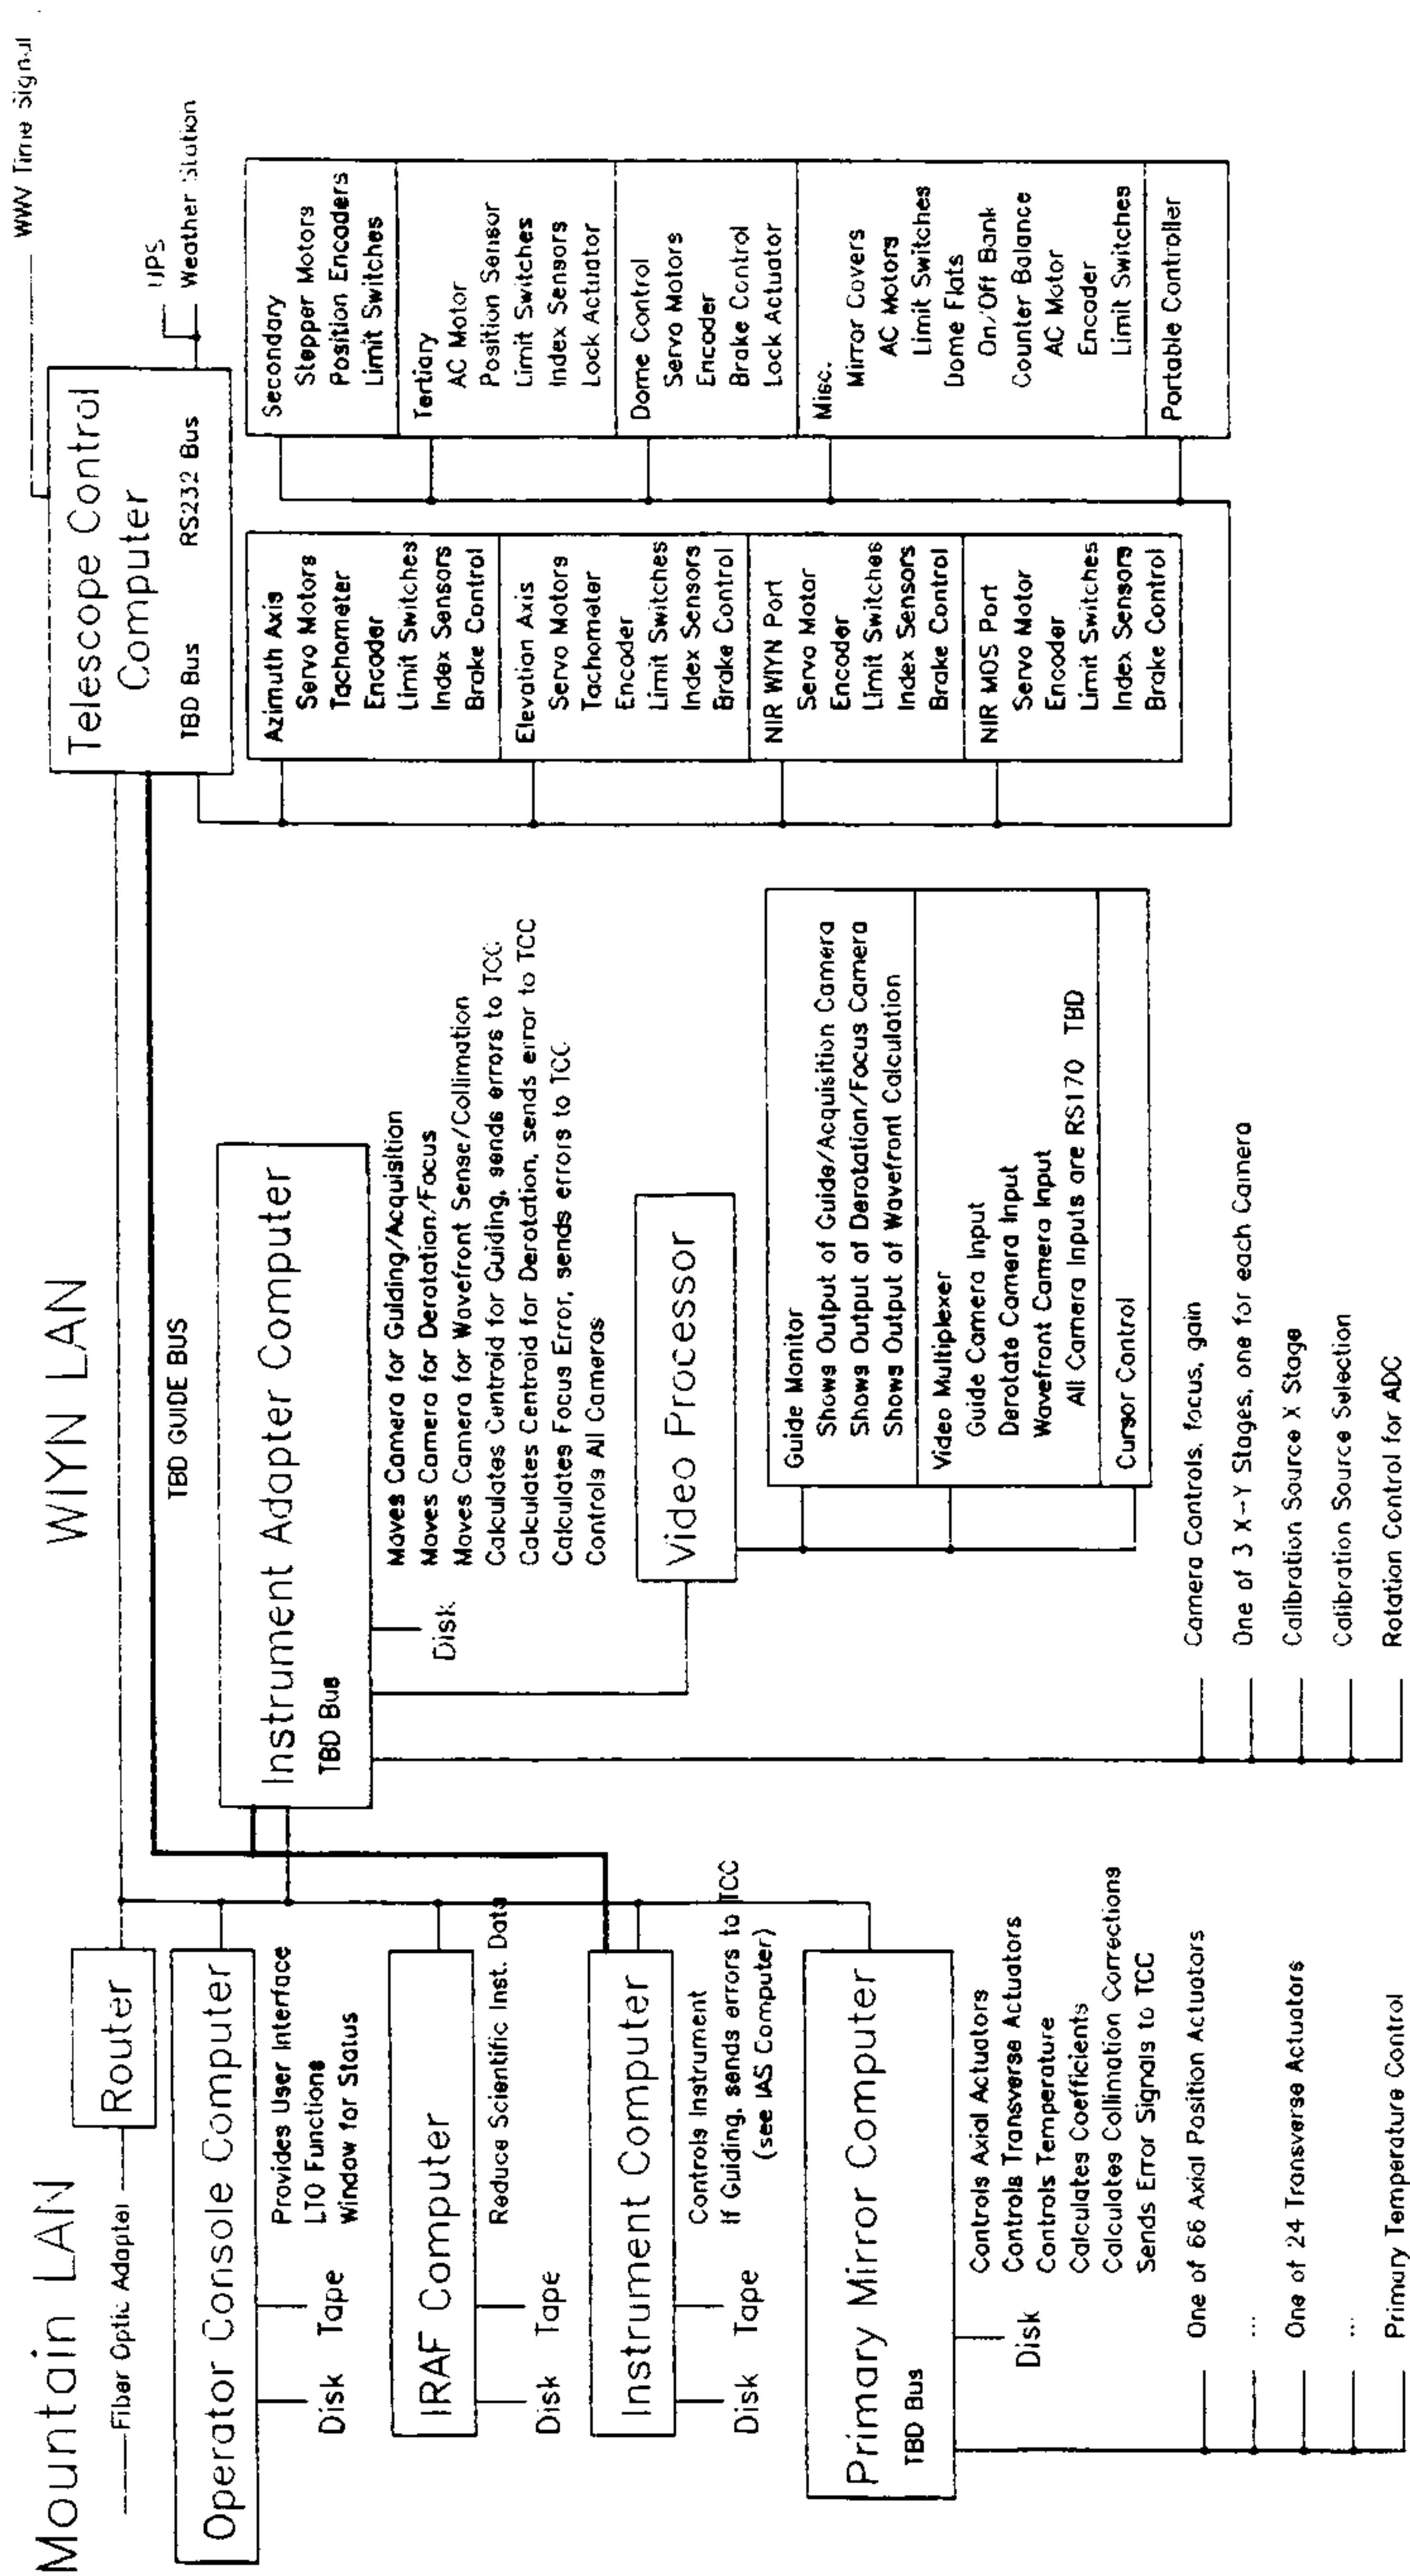 Mountain LAN
WIYN LAN
WWV Time Signal
Fiber Optic Adapter
Router
Operator Console Computer
Provides User Interface
LTO Functions
Window for Status
Disk
Tape
IRAF Computer
Reduce Scientific Inst. Data
Disk
Tape
Instrument Computer
Controls Instrument
If Guiding, sends errors to TCC
(see IAS Computer)
Disk
Tape
Primary Mirror Computer
TBD Bus
Controls Axial Actuators
Controls Transverse Actuators
Controls Temperature
Calculates Coefficients
Calculates Collimation Corrections
Sends Error Signals to TCC
Disk
One of 66 Axial Position Actuators
...
One of 24 Transverse Actuators
...
Primary Temperature Control
TBD GUIDE BUS
Instrument Adapter Computer
TBD Bus
Moves Camera for Guiding/Acquisition
Moves Camera for Derotation/Focus
Moves Camera for Wavefront Sense/Collimation
Calculates Centroid for Guiding, sends errors to TCC
Calculates Centroid for Derotation, sends error to TCC
Calculates Focus Error, sends errors to TCC
Controls All Cameras
Disk
Video Processor
Guide Monitor
Shows Output of Guide/Acquisition Camera
Shows Output of Derotation/Focus Camera
Shows Output of Wavefront Calculation
Video Multiplexer
Guide Camera Input
Derotate Camera Input
Wavefront Camera Input
All Camera Inputs are RS170 TBD
Cursor Control
Camera Controls, focus, gain
One of 3 X-Y Stages, one for each Camera
Calibration Source X Stage
Calibration Source Selection
Rotation Control for ADC
Telescope Control
Computer
TBD Bus
RS232 Bus
UPS
Weather Station
Azimuth Axis
Servo Motors
Tachometer
Encoder
Limit Switches
Index Sensors
Brake Control
Elevation Axis
Servo Motors
Tachometer
Encoder
Limit Switches
Index Sensors
Brake Control
NIR WIYN Port
Servo Motor
Encoder
Limit Switches
Index Sensors
Brake Control
NIR MOS Port
Servo Motor
Encoder
Limit Switches
Index Sensors
Brake Control
Secondary
Stepper Motors
Position Encoders
Limit Switches
Tertiary
AC Motor
Position Sensor
Limit Switches
Index Sensors
Lock Actuator
Dome Control
Servo Motors
Encoder
Brake Control
Lock Actuator
Misc.
Mirror Covers
AC Motors
Limit Switches
Dome Flats
On/Off Bank
Counter Balance
AC Motor
Encoder
Limit Switches
Portable Controller